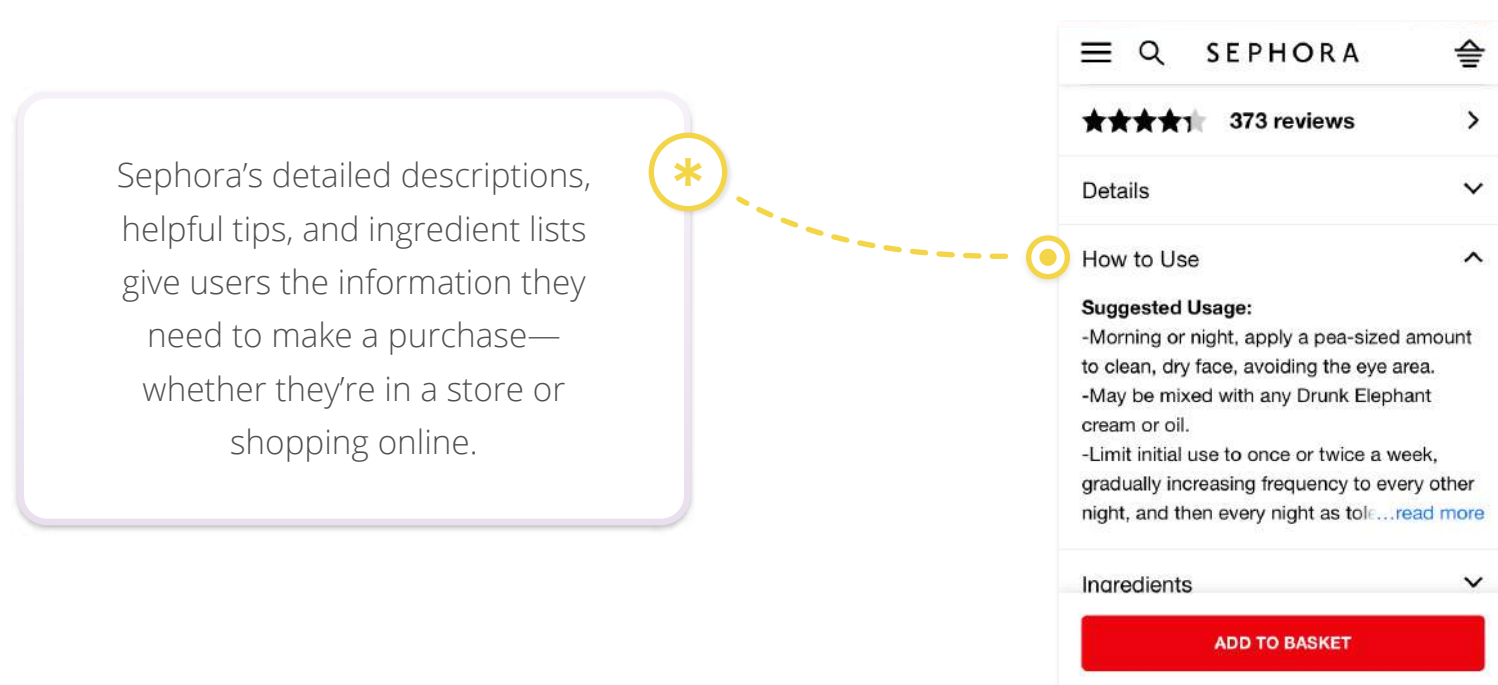 Sephora’s detailed descriptions,
helpful tips, and ingredient lists
give users the information they
need to make a purchase—
whether they’re in a store or
shopping online.
*
SEPHORA
373 reviews
Details
How to Use
Suggested Usage:
-Morning or night, apply a pea-sized amount
to clean, dry face, avoiding the eye area.
-May be mixed with any Drunk Elephant
cream or oil.
-Limit initial use to once or twice a week,
gradually increasing frequency to every other
night, and then every night as tole…read more
Ingredients
ADD TO BASKET